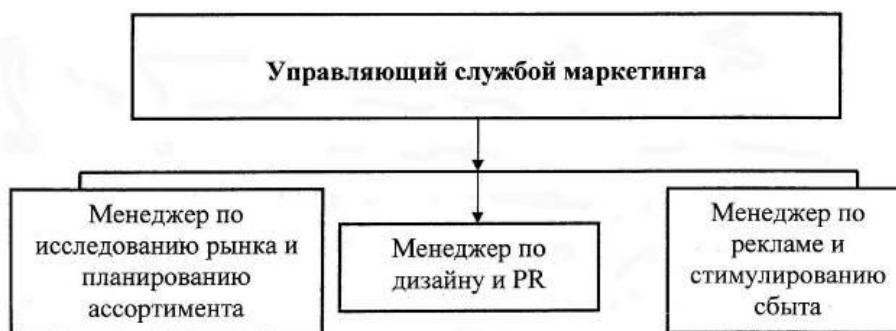 Управляющий службой маркетинга
Менеджер по
исследованию рынка и
планированию
ассортимента
Менеджер по
дизайну и PR
Менеджер по
рекламе и
стимулированию
сбыта